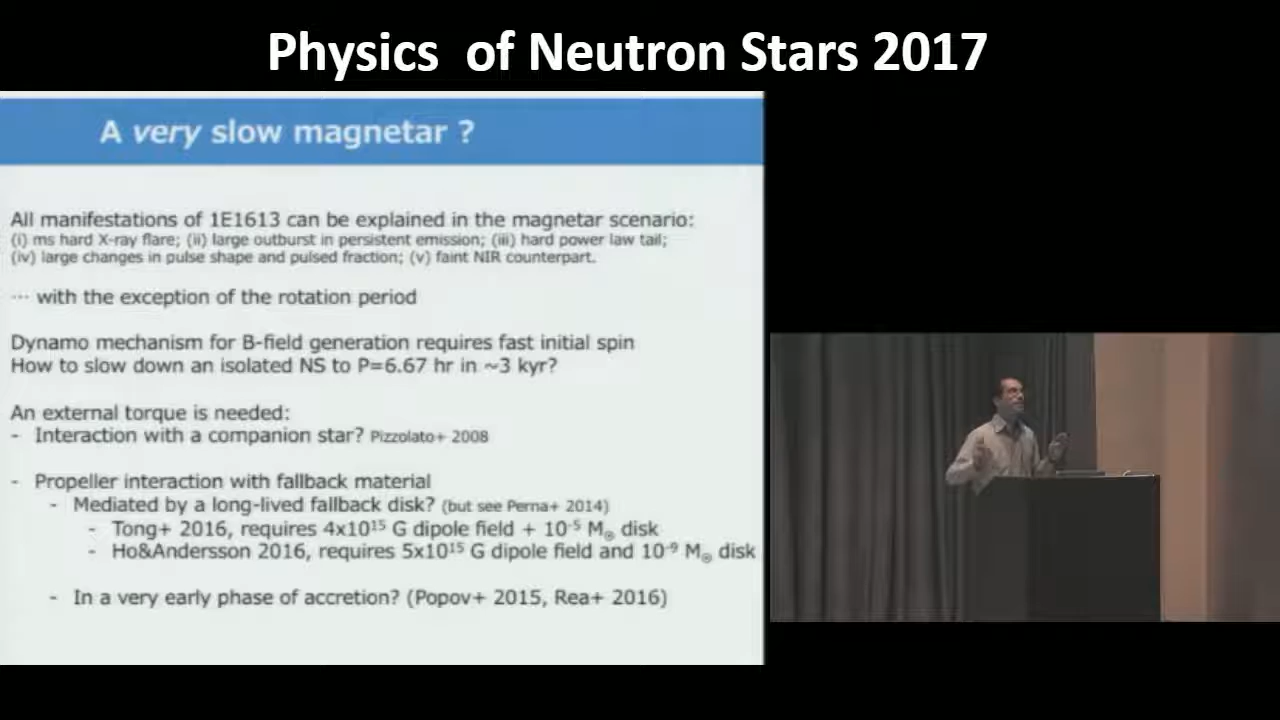 Physics of Neutron Stars 2017
A very slow magnetar ?
All manifestations of 1E1613 can be explained in the magnetar scenario:
(i) ms hard X-ray flare; (ii) large outburst in persistent emission; (iii) hard power law tail;
(iv) large changes in pulse shape and pulsed fraction; (v) faint NIR counterpart.
··· with the exception of the rotation period
Dynamo mechanism for B-field generation requires fast initial spin
How to slow down an isolated NS to P=6.67 hr in ~3 kyr?
An external torque is needed:
- Interaction with a companion star? Pizzolato+ 2008
- Propeller interaction with fallback material
- Mediated by a long-lived fallback disk? (but see Perna+ 2014)
- Tong+ 2016, requires 4x10¹⁵ G dipole field + 10⁻⁵ M⊙ disk
- Ho&Andersson 2016, requires 5x10¹⁵ G dipole field and 10⁻⁹ M⊙ disk
- In a very early phase of accretion? (Popov+ 2015, Rea+ 2016)